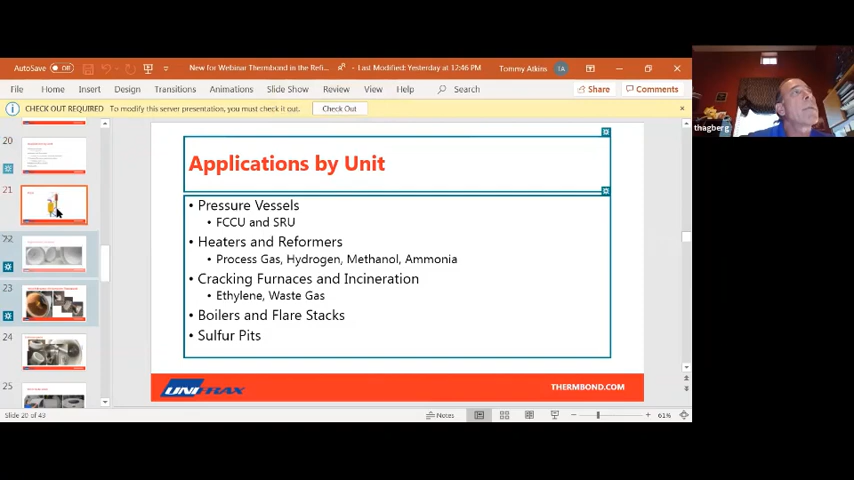 AutoSave Off New for Webinar Thermbond in the Refi... - Last Modified: Yesterday at 12:46 PM Tommy Atkins TA
File Home Insert Design Transitions Animations Slide Show Review View Help Search Share Comments
CHECK OUT REQUIRED To modify this server presentation, you must check it out. Check Out
20
21
22
23
24
25
Applications by Unit
• Pressure Vessels
• FCCU and SRU
• Heaters and Reformers
• Process Gas, Hydrogen, Methanol, Ammonia
• Cracking Furnaces and Incineration
• Ethylene, Waste Gas
• Boilers and Flare Stacks
• Sulfur Pits
UNIFRAX
THERMBOND.COM
Slide 20 of 43 Notes 61%
thagberg